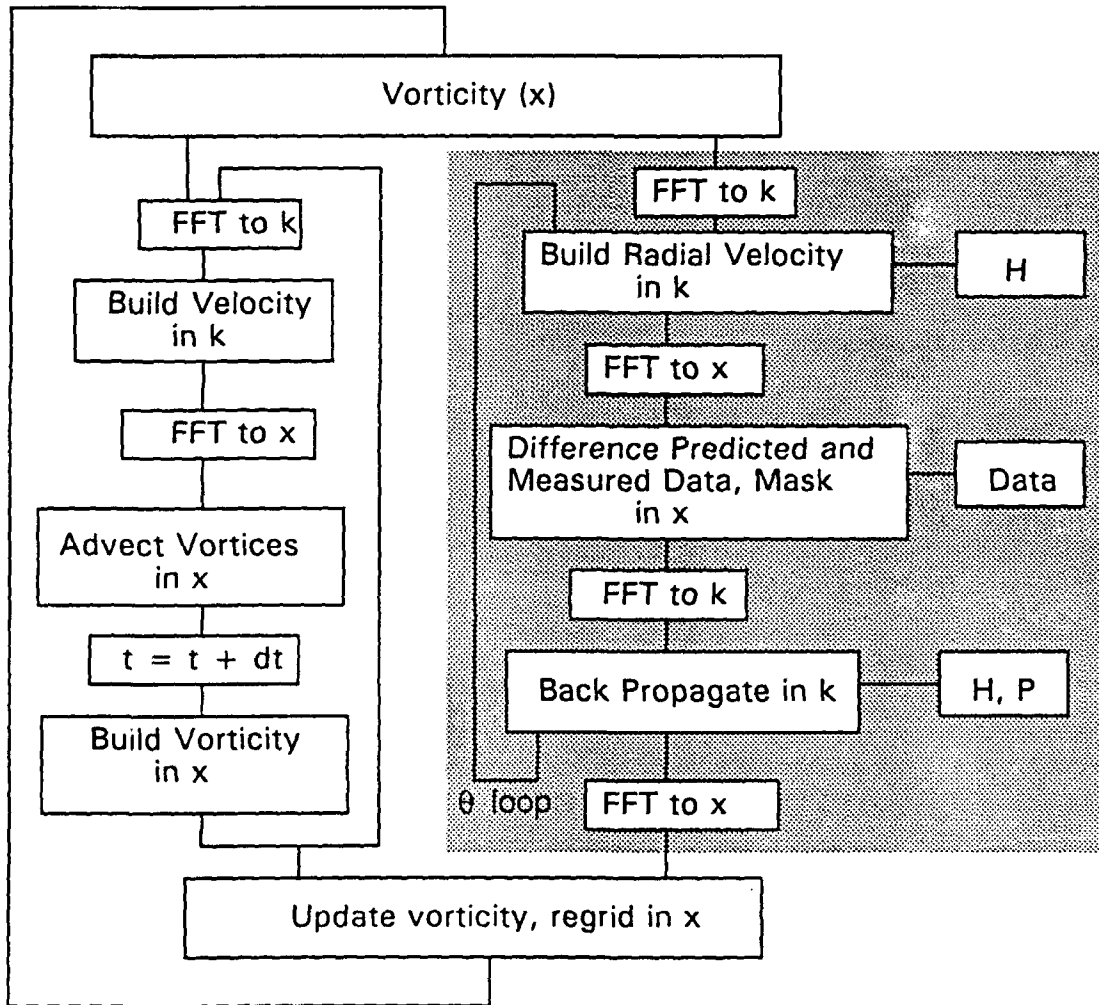 Vorticity (x)
FFT to k
Build Velocity
in k
FFT to x
Advect Vortices
in x
t = t + dt
Build Vorticity
in x
FFT to k
Build Radial Velocity
in k
H
FFT to x
Difference Predicted and
Measured Data, Mask
in x
Data
FFT to k
Back Propagate in k
H, P
θ loop
FFT to x
Update vorticity, regrid in x